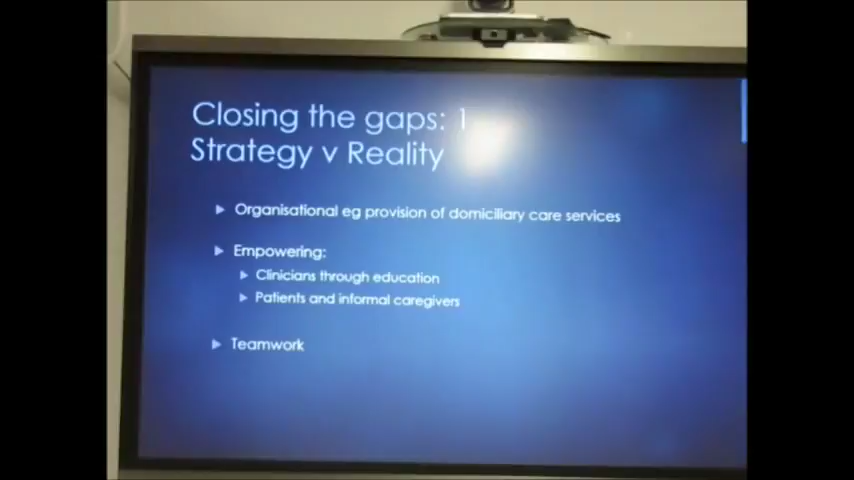 Closing the gaps: 1
Strategy v Reality
Organisational eg provision of domiciliary care services
Empowering:
Clinicians through education
Patients and informal caregivers
Teamwork